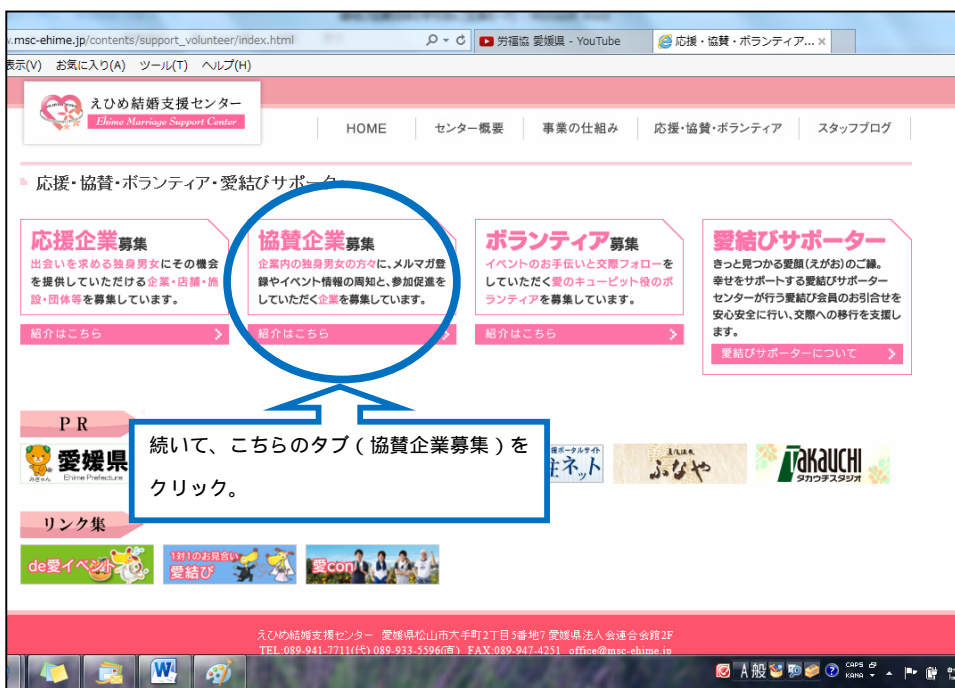 w.msc-ehime.jp/contents/support_volunteer/index.html
労福協 愛媛県 - YouTube
応援・協賛・ボランティア... ×
表示(V) お気に入り(A) ツール(T) ヘルプ(H)
えひめ結婚支援センター
Ehime Marriage Support Center
HOME
センター概要
事業の仕組み
応援・協賛・ボランティア
スタッフブログ
応援・協賛・ボランティア・愛結びサポーター
応援企業募集
出会いを求める独身男女にその機会
を提供していただける企業・店舗・施
設・団体等を募集しています。
紹介はこちら
協賛企業募集
企業内の独身男女の方々に、メルマガ登
録やイベント情報の周知と、参加促進を
していただく企業を募集しています。
紹介はこちら
ボランティア募集
イベントのお手伝いと交際フォローを
していただく愛のキューピット役のボ
ランティアを募集しています。
紹介はこちら
愛結びサポーター
きっと見つかる愛顔(えがお)のご縁。
幸せをサポートする愛結びサポーター
センターが行う愛結び会員のお引合せを
安心安全に行い、交際への移行を支援し
ます。
愛結びサポーターについて
続いて、こちらのタブ(協賛企業募集)を
クリック。
PR
みきゃん
愛媛県
Ehime Prefecture
ネット
ふなや
TAKAUCHI
タカウチスタジオ
リンク集
de愛イベント
1対1のお見合い
愛結び
愛con
えひめ結婚支援センター 愛媛県松山市大手町2丁目5番地7 愛媛県法人会連合会館2F
TEL:089-941-7711(代) 089-933-5596(直) FAX:089-947-4251 office@msc-ehime.jp
A 般
CAPS
KANA